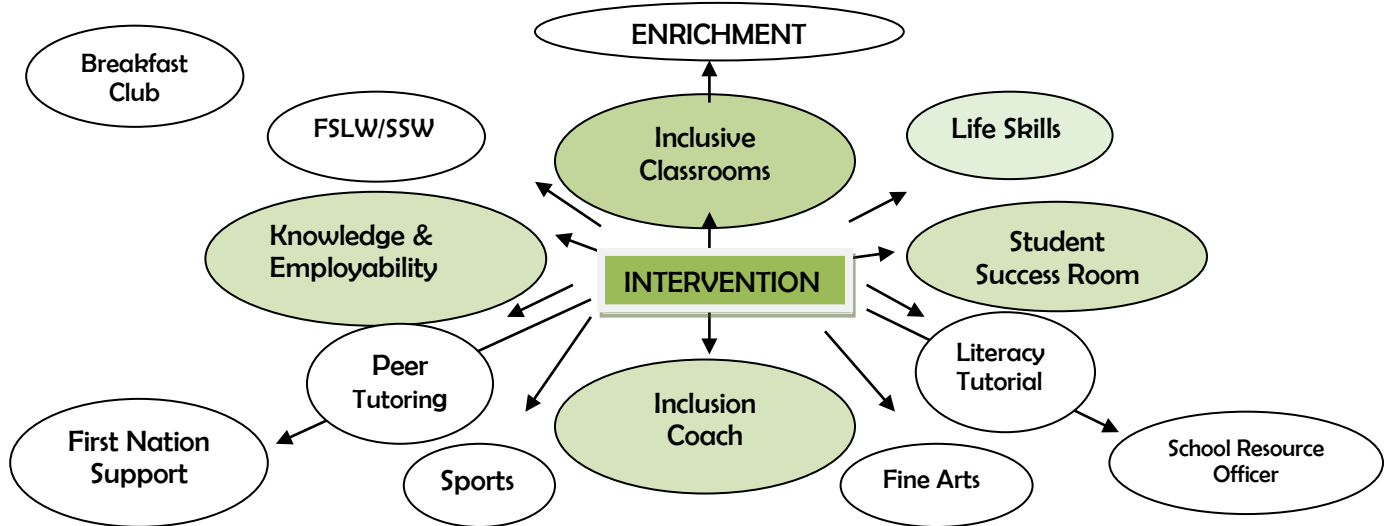 ENRICHMENT
Breakfast
Club
FSLW/SSW
Inclusive
Classrooms
Life Skills
Knowledge &
Employability
INTERVENTION
Student
Success Room
Peer
Tutoring
Literacy
Tutorial
First Nation
Support
Sports
Inclusion
Coach
Fine Arts
School Resource
Officer